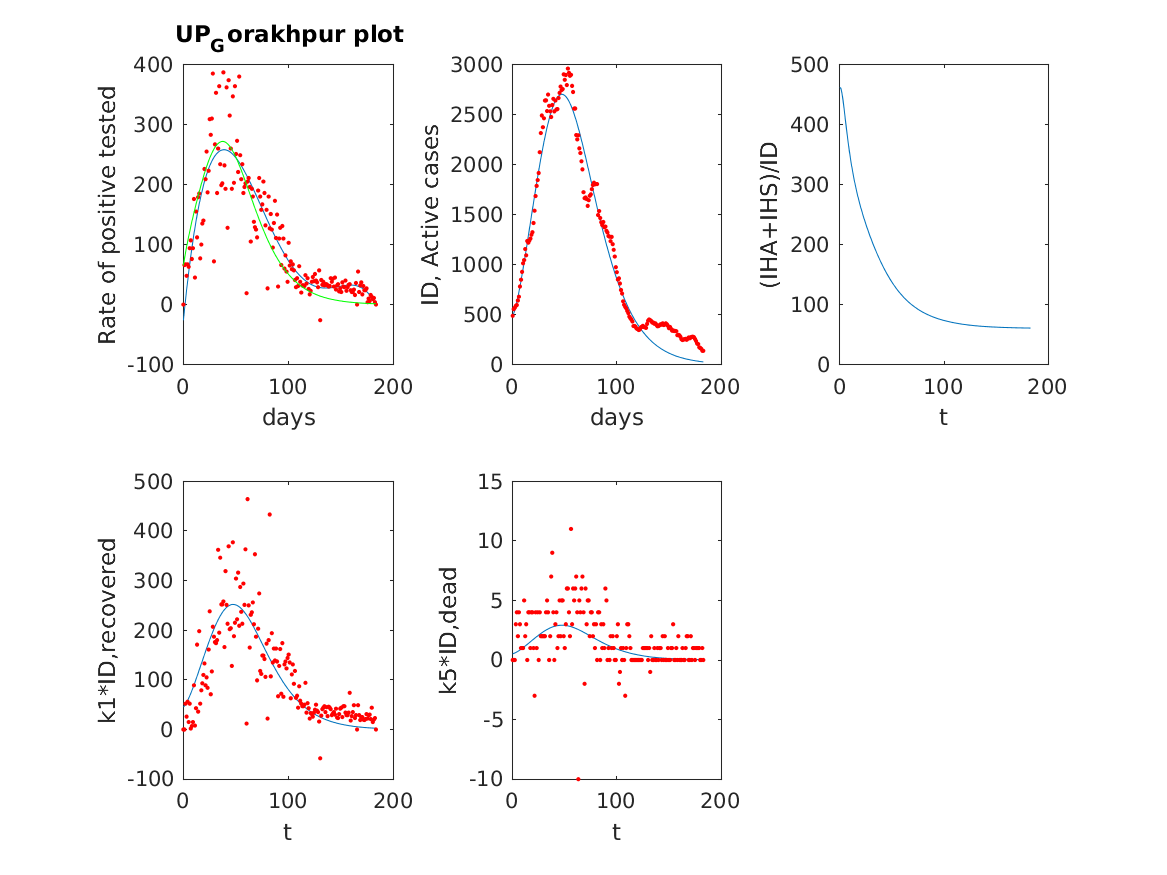 UP_Gorakhpur plot
400
300
200
100
0
-100
Rate of positive tested
0 100 200
days
3000
2500
2000
1500
1000
500
0
ID, Active cases
0 100 200
days
500
400
300
200
100
0
(IHA+IHS)/ID
0 100 200
t
500
400
300
200
100
0
-100
k1*ID,recovered
0 100 200
t
15
10
5
0
-5
-10
k5*ID,dead
0 100 200
t